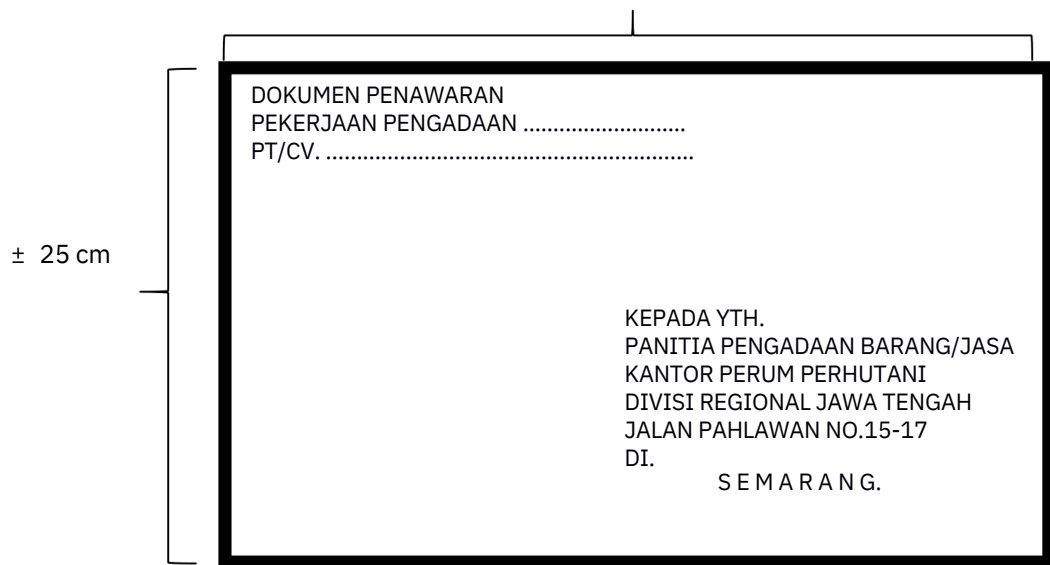 DOKUMEN PENAWARAN
PEKERJAAN PENGADAAN ...........................
PT/CV. .............................................................
± 25 cm
KEPADA YTH.
PANITIA PENGADAAN BARANG/JASA
KANTOR PERUM PERHUTANI
DIVISI REGIONAL JAWA TENGAH
JALAN PAHLAWAN NO.15-17
DI.
S E M A R A N G.